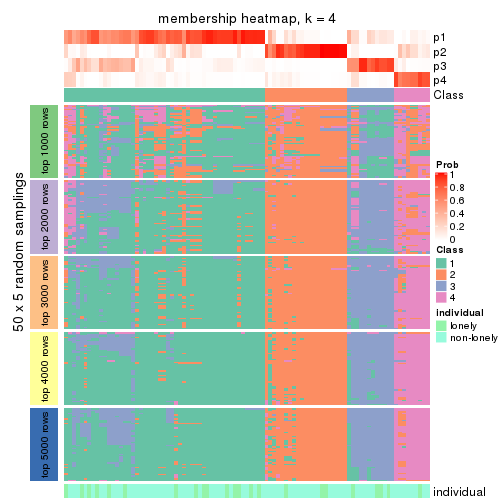 membership heatmap, k = 4
p1
p2
p3
p4
Class
50 x 5 random samplings
top 1000 rows
top 2000 rows
top 3000 rows
top 4000 rows
top 5000 rows
individual
Prob
1
0.8
0.6
0.4
0.2
0
Class
1
2
3
4
individual
lonely
non-lonely